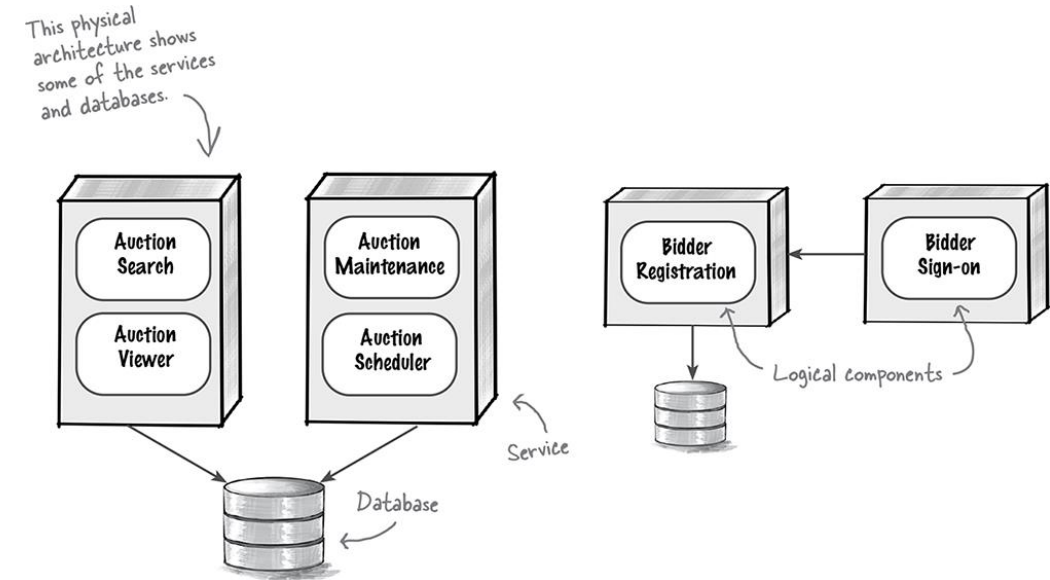 This physical
architecture shows
some of the services
and databases.
Auction
Search
Auction
Viewer
Auction
Maintenance
Auction
Scheduler
Bidder
Registration
Bidder
Sign-on
Logical components
Service
Database